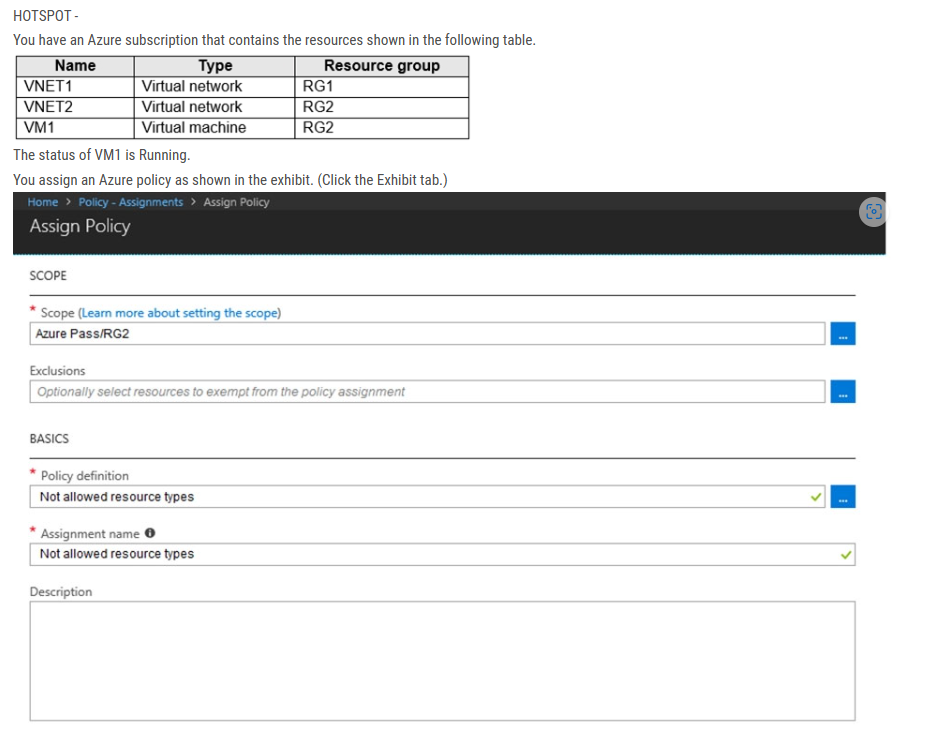 HOTSPOT -
You have an Azure subscription that contains the resources shown in the following table.
Name Type Resource group
VNET1 Virtual network RG1
VNET2 Virtual network RG2
VM1 Virtual machine RG2
The status of VM1 is Running.
You assign an Azure policy as shown in the exhibit. (Click the Exhibit tab.)
Home > Policy - Assignments > Assign Policy
Assign Policy
SCOPE
* Scope (Learn more about setting the scope)
Azure Pass/RG2
...
Exclusions
Optionally select resources to exempt from the policy assignment
...
BASICS
* Policy definition
Not allowed resource types
...
* Assignment name
Not allowed resource types
Description